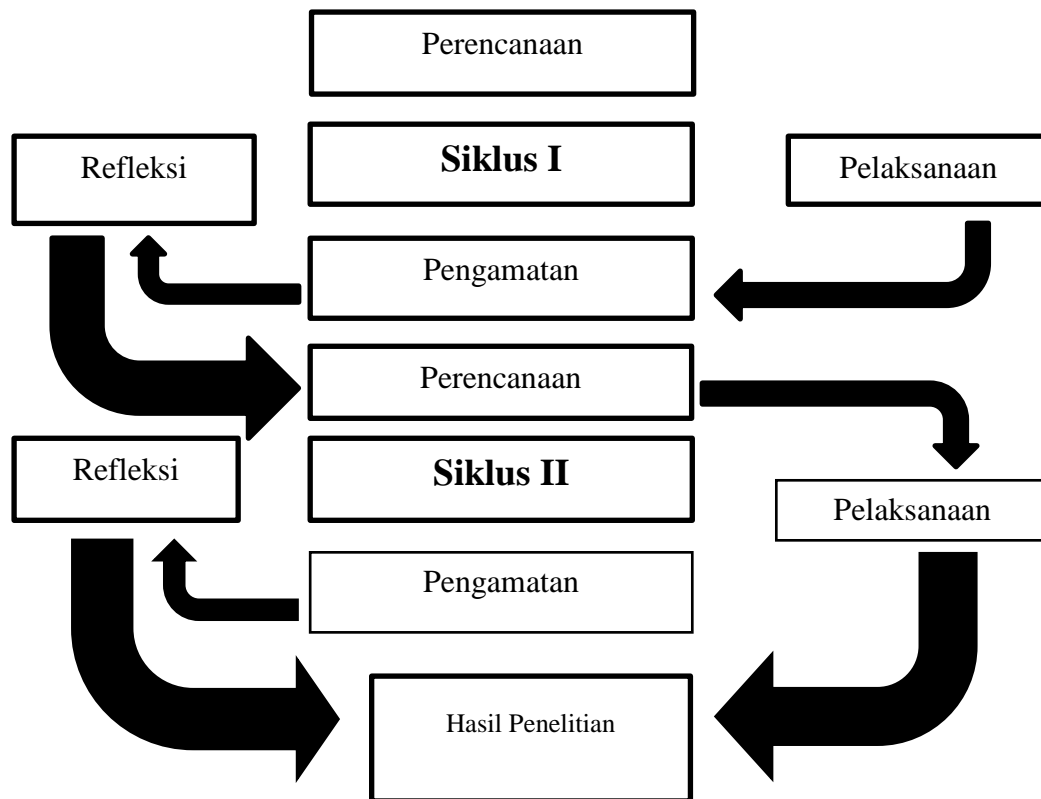 Perencanaan
Refleksi
Siklus I
Pelaksanaan
Pengamatan
Perencanaan
Refleksi
Siklus II
Pelaksanaan
Pengamatan
Hasil Penelitian